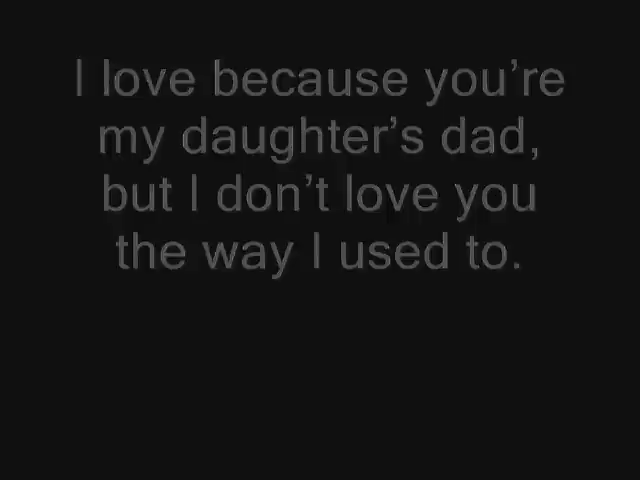 I love because you’re
my daughter’s dad,
but I don’t love you
the way I used to.